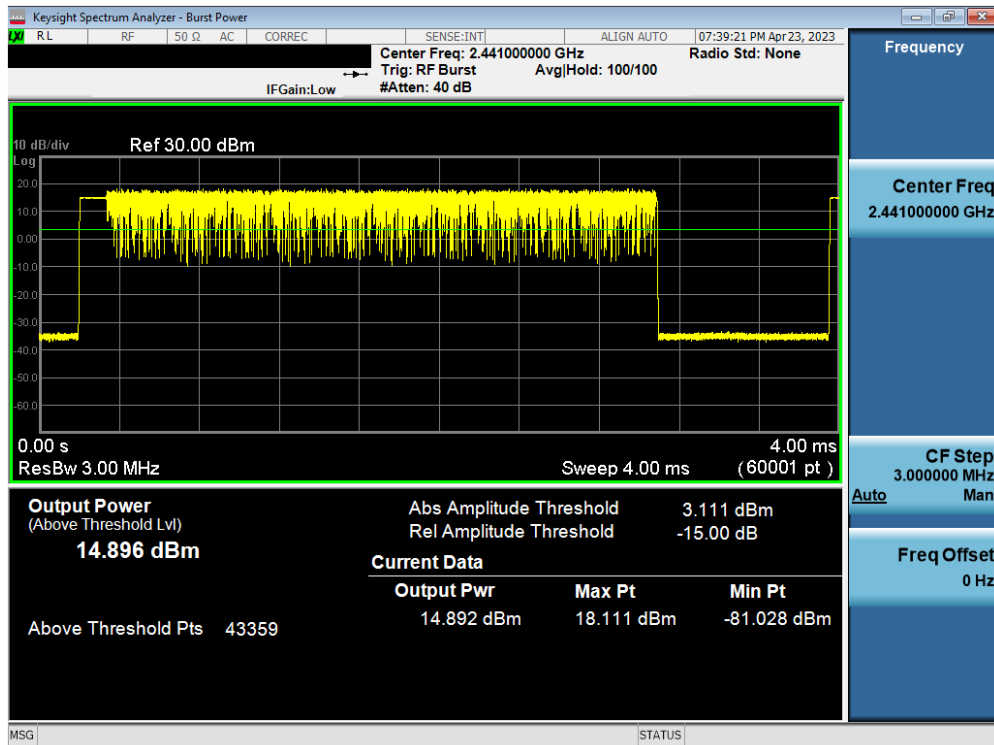 Keysight Spectrum Analyzer - Burst Power
LXI RL RF 50 Ω AC CORREC SENSE:INT ALIGN AUTO 07:39:21 PM Apr 23, 2023
Center Freq: 2.441000000 GHz Radio Std: None
Trig: RF Burst Avg|Hold: 100/100
IFGain:Low #Atten: 40 dB
Frequency
10 dB/div Ref 30.00 dBm
Log
20.0
10.0
0.00
-10.0
-20.0
-30.0
-40.0
-50.0
-60.0
0.00 s 4.00 ms
ResBw 3.00 MHz Sweep 4.00 ms (60001 pt)
Center Freq
2.441000000 GHz
CF Step
3.000000 MHz
Auto Man
Freq Offset
0 Hz
Output Power
(Above Threshold Lvl)
14.896 dBm
Above Threshold Pts 43359
Abs Amplitude Threshold 3.111 dBm
Rel Amplitude Threshold -15.00 dB
Current Data
Output Pwr Max Pt Min Pt
14.892 dBm 18.111 dBm -81.028 dBm
MSG STATUS